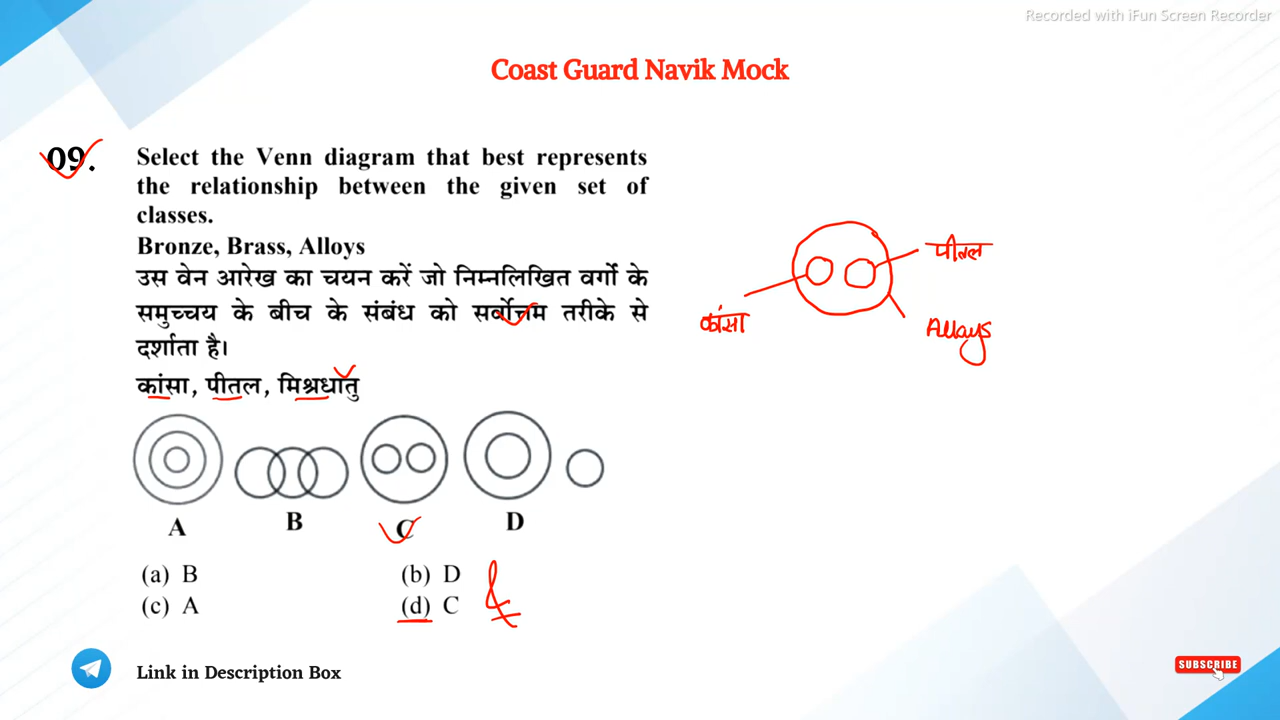 Recorded with iFun Screen Recorder
Coast Guard Navik Mock
09.
Select the Venn diagram that best represents
the relationship between the given set of
classes.
Bronze, Brass, Alloys
उस वेन आरेख का चयन करें जो निम्नलिखित वर्गों के
समुच्चय के बीच के संबंध को सर्वोत्तम तरीके से
दर्शाता है।
कांसा, पीतल, मिश्रधातु
पीतल
कांसा
Alloys
A B C D
(a) B (b) D
(c) A (d) C
Link in Description Box
SUBSCRIBE